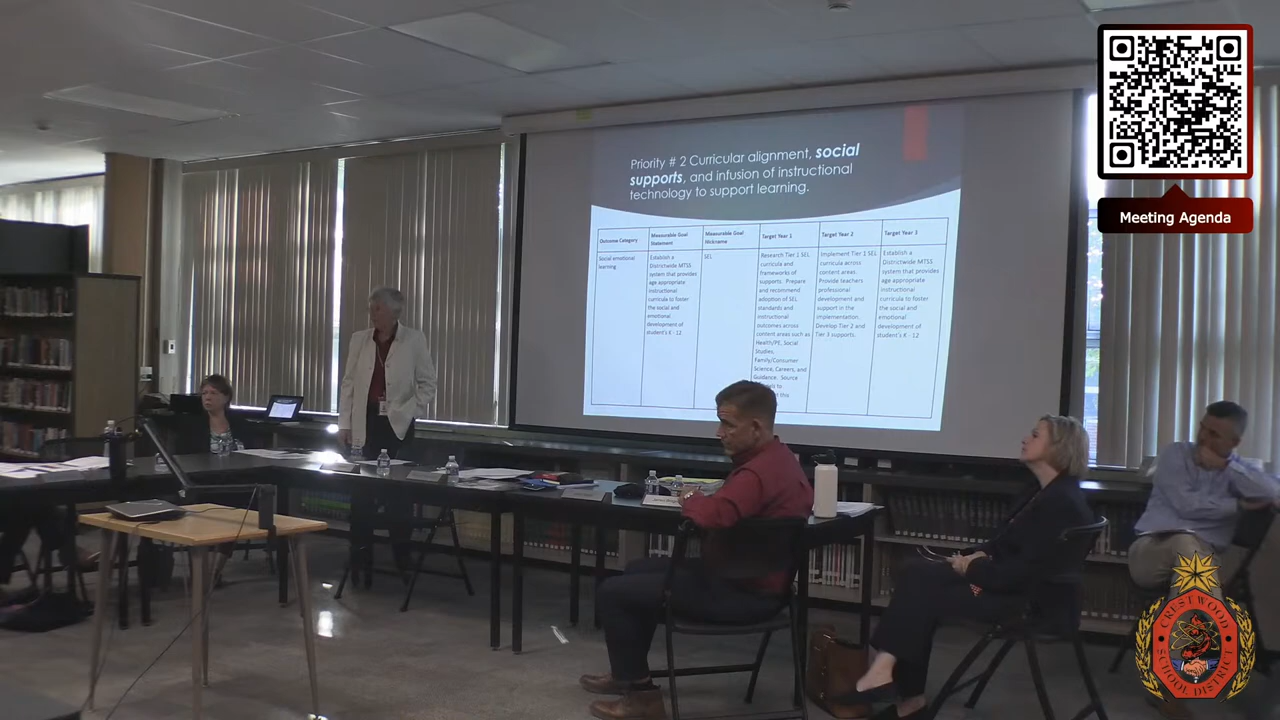 Meeting Agenda
Priority # 2 Curricular alignment, social
supports, and infusion of instructional
technology to support learning.
Outcome Category
Measurable Goal
Statement
Measurable Goal
Nickname
Target Year 1
Target Year 2
Target Year 3
Social emotional
learning
Establish a
Districtwide MTSS
system that provides
age appropriate
instructional
curricula to foster
the social and
emotional
development of
student's K - 12
SEL
Research Tier 1 SEL
curricula and
frameworks of
supports. Prepare
and recommend
adoption of SEL
standards and
instructional
outcomes across
content areas such as
Health/PE, Social
Studies,
Family/Consumer
Science, Careers, and
Guidance. Source
to
this
Implement Tier 1 SEL
curricula across
content areas.
Provide teachers
professional
development and
support in the
implementation.
Develop Tier 2 and
Tier 3 supports.
Establish a
Districtwide MTSS
system that provides
age appropriate
instructional
curricula to foster
the social and
emotional
development of
student's K - 12
CRESTWOOD
SCHOOL DISTRICT